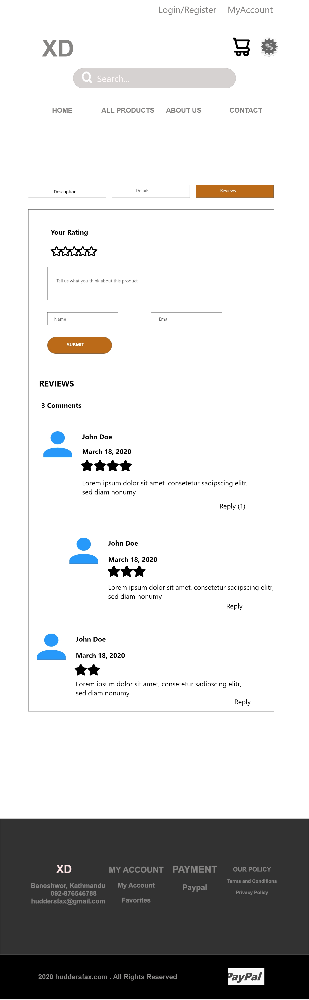 Login/Register MyAccount
XD
%
Search...
HOME ALL PRODUCTS ABOUT US CONTACT
Description Details Reviews
Your Rating
Tell us what you think about this product
Name Email
SUBMIT
REVIEWS
3 Comments
John Doe
March 18, 2020
Lorem ipsum dolor sit amet, consetetur sadipscing elitr,
sed diam nonumy
Reply (1)
John Doe
March 18, 2020
Lorem ipsum dolor sit amet, consetetur sadipscing elitr,
sed diam nonumy
Reply
John Doe
March 18, 2020
Lorem ipsum dolor sit amet, consetetur sadipscing elitr,
sed diam nonumy
Reply
XD
Baneshwor, Kathmandu
092-876546788
huddersfax@gmail.com
MY ACCOUNT
My Account
Favorites
PAYMENT
Paypal
OUR POLICY
Terms and Conditions
Privacy Policy
2020 huddersfax.com . All Rights Reserved
PayPal